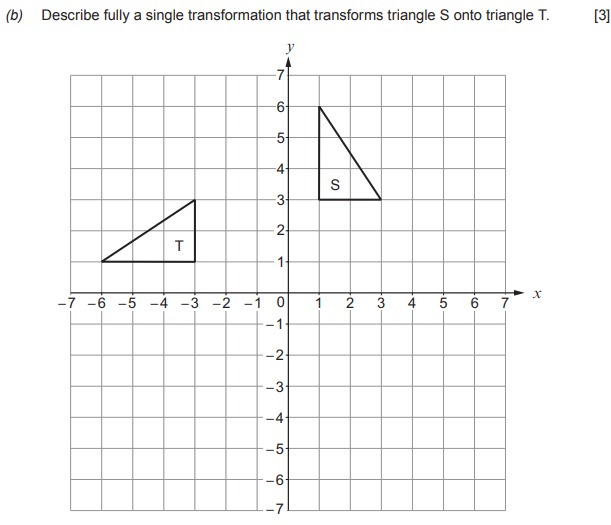 (b) Describe fully a single transformation that transforms triangle S onto triangle T. [3]
y
7
6
5
4
S
3
2
T
1
–7 –6 –5 –4 –3 –2 –1 0 1 2 3 4 5 6 7 x
–1
–2
–3
–4
–5
–6
–7